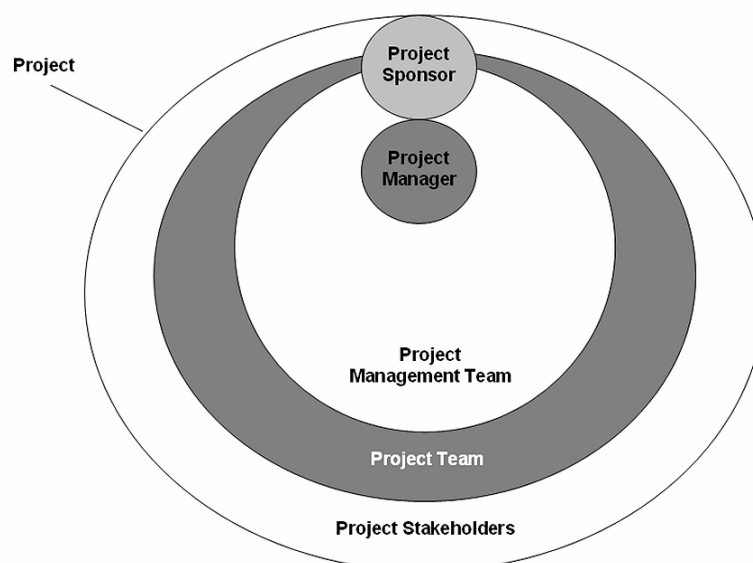 Project
Project
Sponsor
Project
Manager
Project
Management Team
Project Team
Project Stakeholders